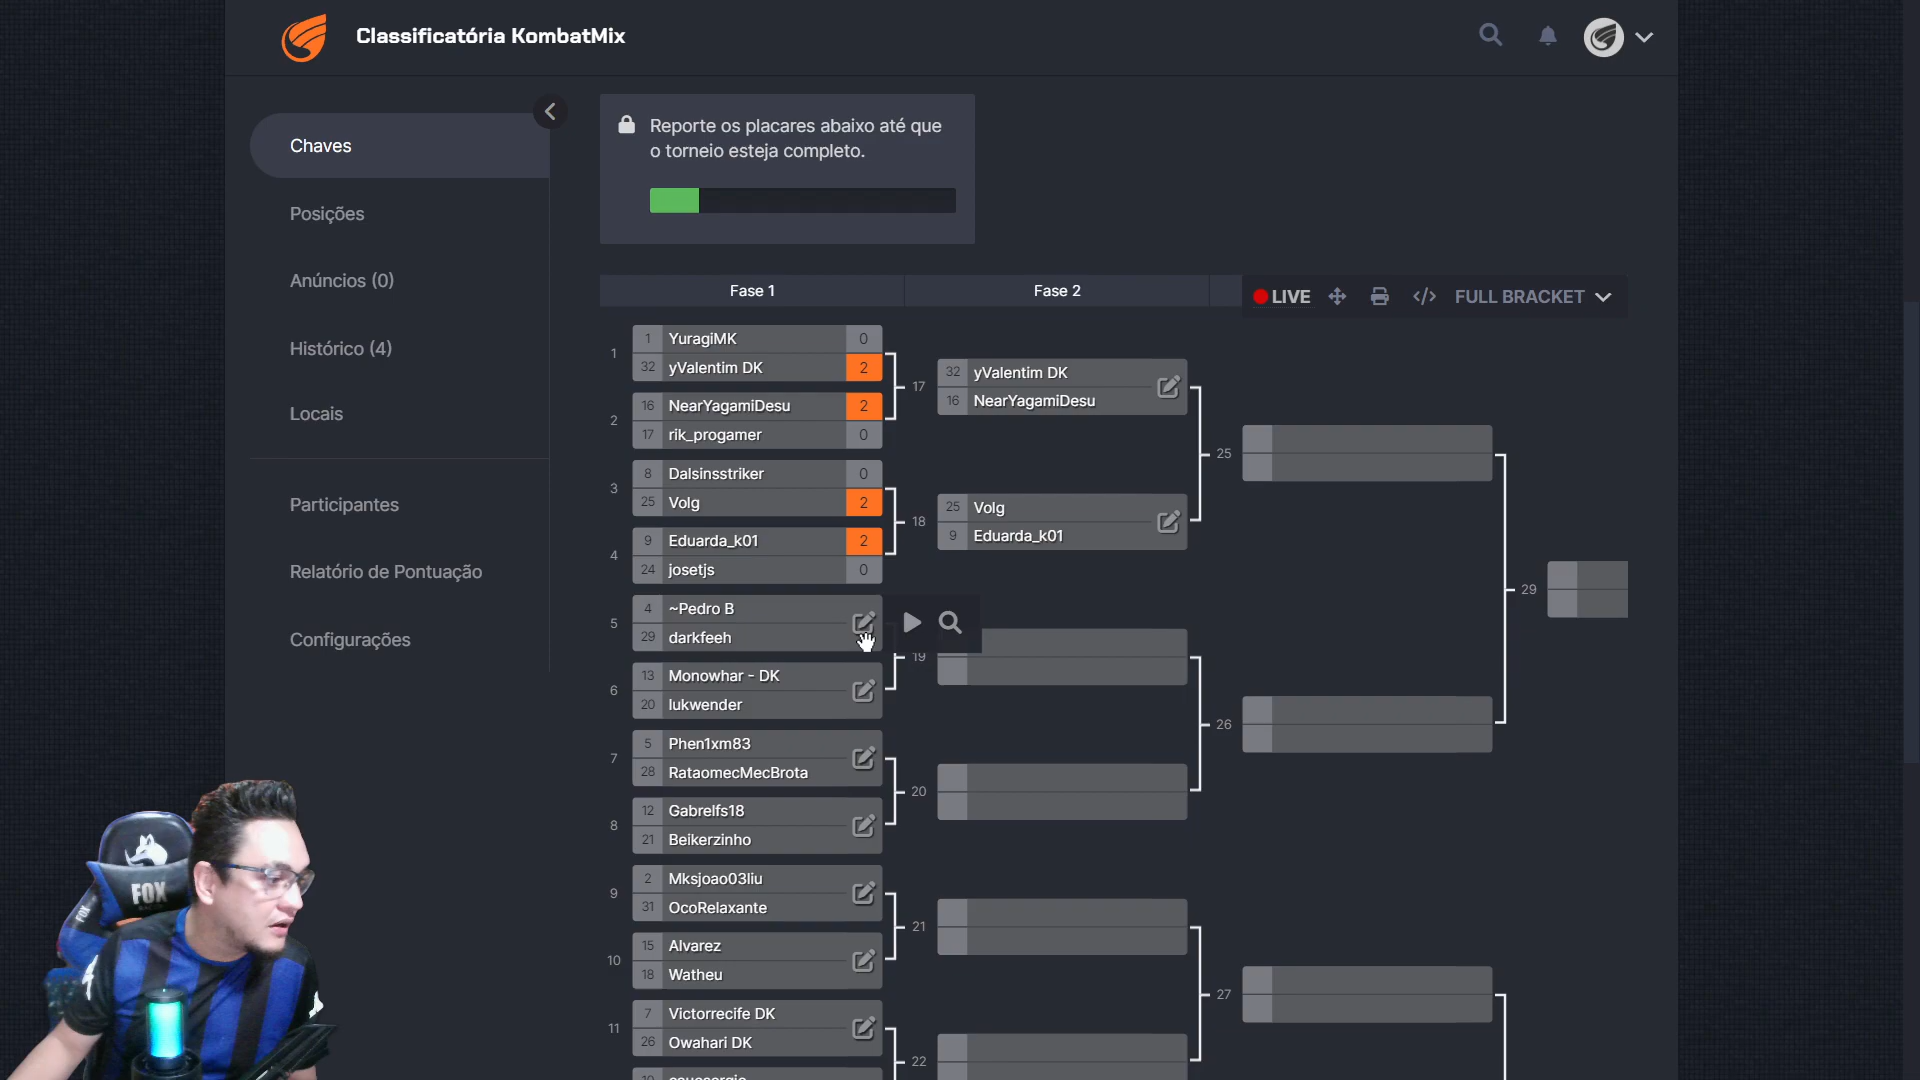 Classificatória KombatMix
Chaves
Posições
Anúncios (0)
Histórico (4)
Locais
Participantes
Relatório de Pontuação
Configurações
Reporte os placares abaixo até que
o torneio esteja completo.
Fase 1
Fase 2
LIVE
FULL BRACKET
1
1 YuragiMK 0
32 yValentim DK 2
2
16 NearYagamiDesu 2
17 rik_progamer 0
3
8 Dalsinsstriker 0
25 Volg 2
4
9 Eduarda_k01 2
24 josetjs 0
5
4 ~Pedro B
29 darkfeeh
6
13 Monowhar - DK
20 lukwender
7
5 Phen1xm83
28 RataomecMecBrota
8
12 Gabrelfs18
21 Beikerzinho
9
2 Mksjoao03liu
31 OcoRelaxante
10
15 Alvarez
18 Watheu
11
7 Victorrecife DK
26 Owahari DK
17
32 yValentim DK
16 NearYagamiDesu
18
25 Volg
9 Eduarda_k01
19
20
21
22
25
26
27
29
FOX
FOX